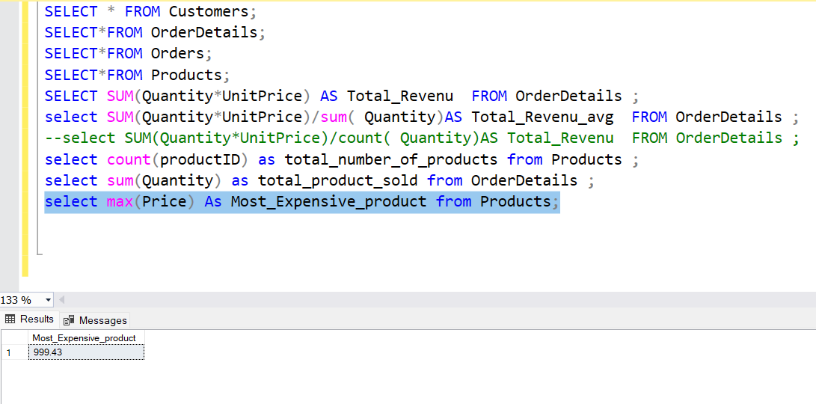 SELECT * FROM Customers;
SELECT*FROM OrderDetails;
SELECT*FROM Orders;
SELECT*FROM Products;
SELECT SUM(Quantity*UnitPrice) AS Total_Revenu  FROM OrderDetails ;
select SUM(Quantity*UnitPrice)/sum( Quantity)AS Total_Revenu_avg  FROM OrderDetails ;
--select SUM(Quantity*UnitPrice)/count( Quantity)AS Total_Revenu  FROM OrderDetails ;
select count(productID) as total_number_of_products from Products ;
select sum(Quantity) as total_product_sold from OrderDetails ;
select max(Price) As Most_Expensive_product from Products;
133 %
Results Messages
Most_Expensive_product
1 999.43